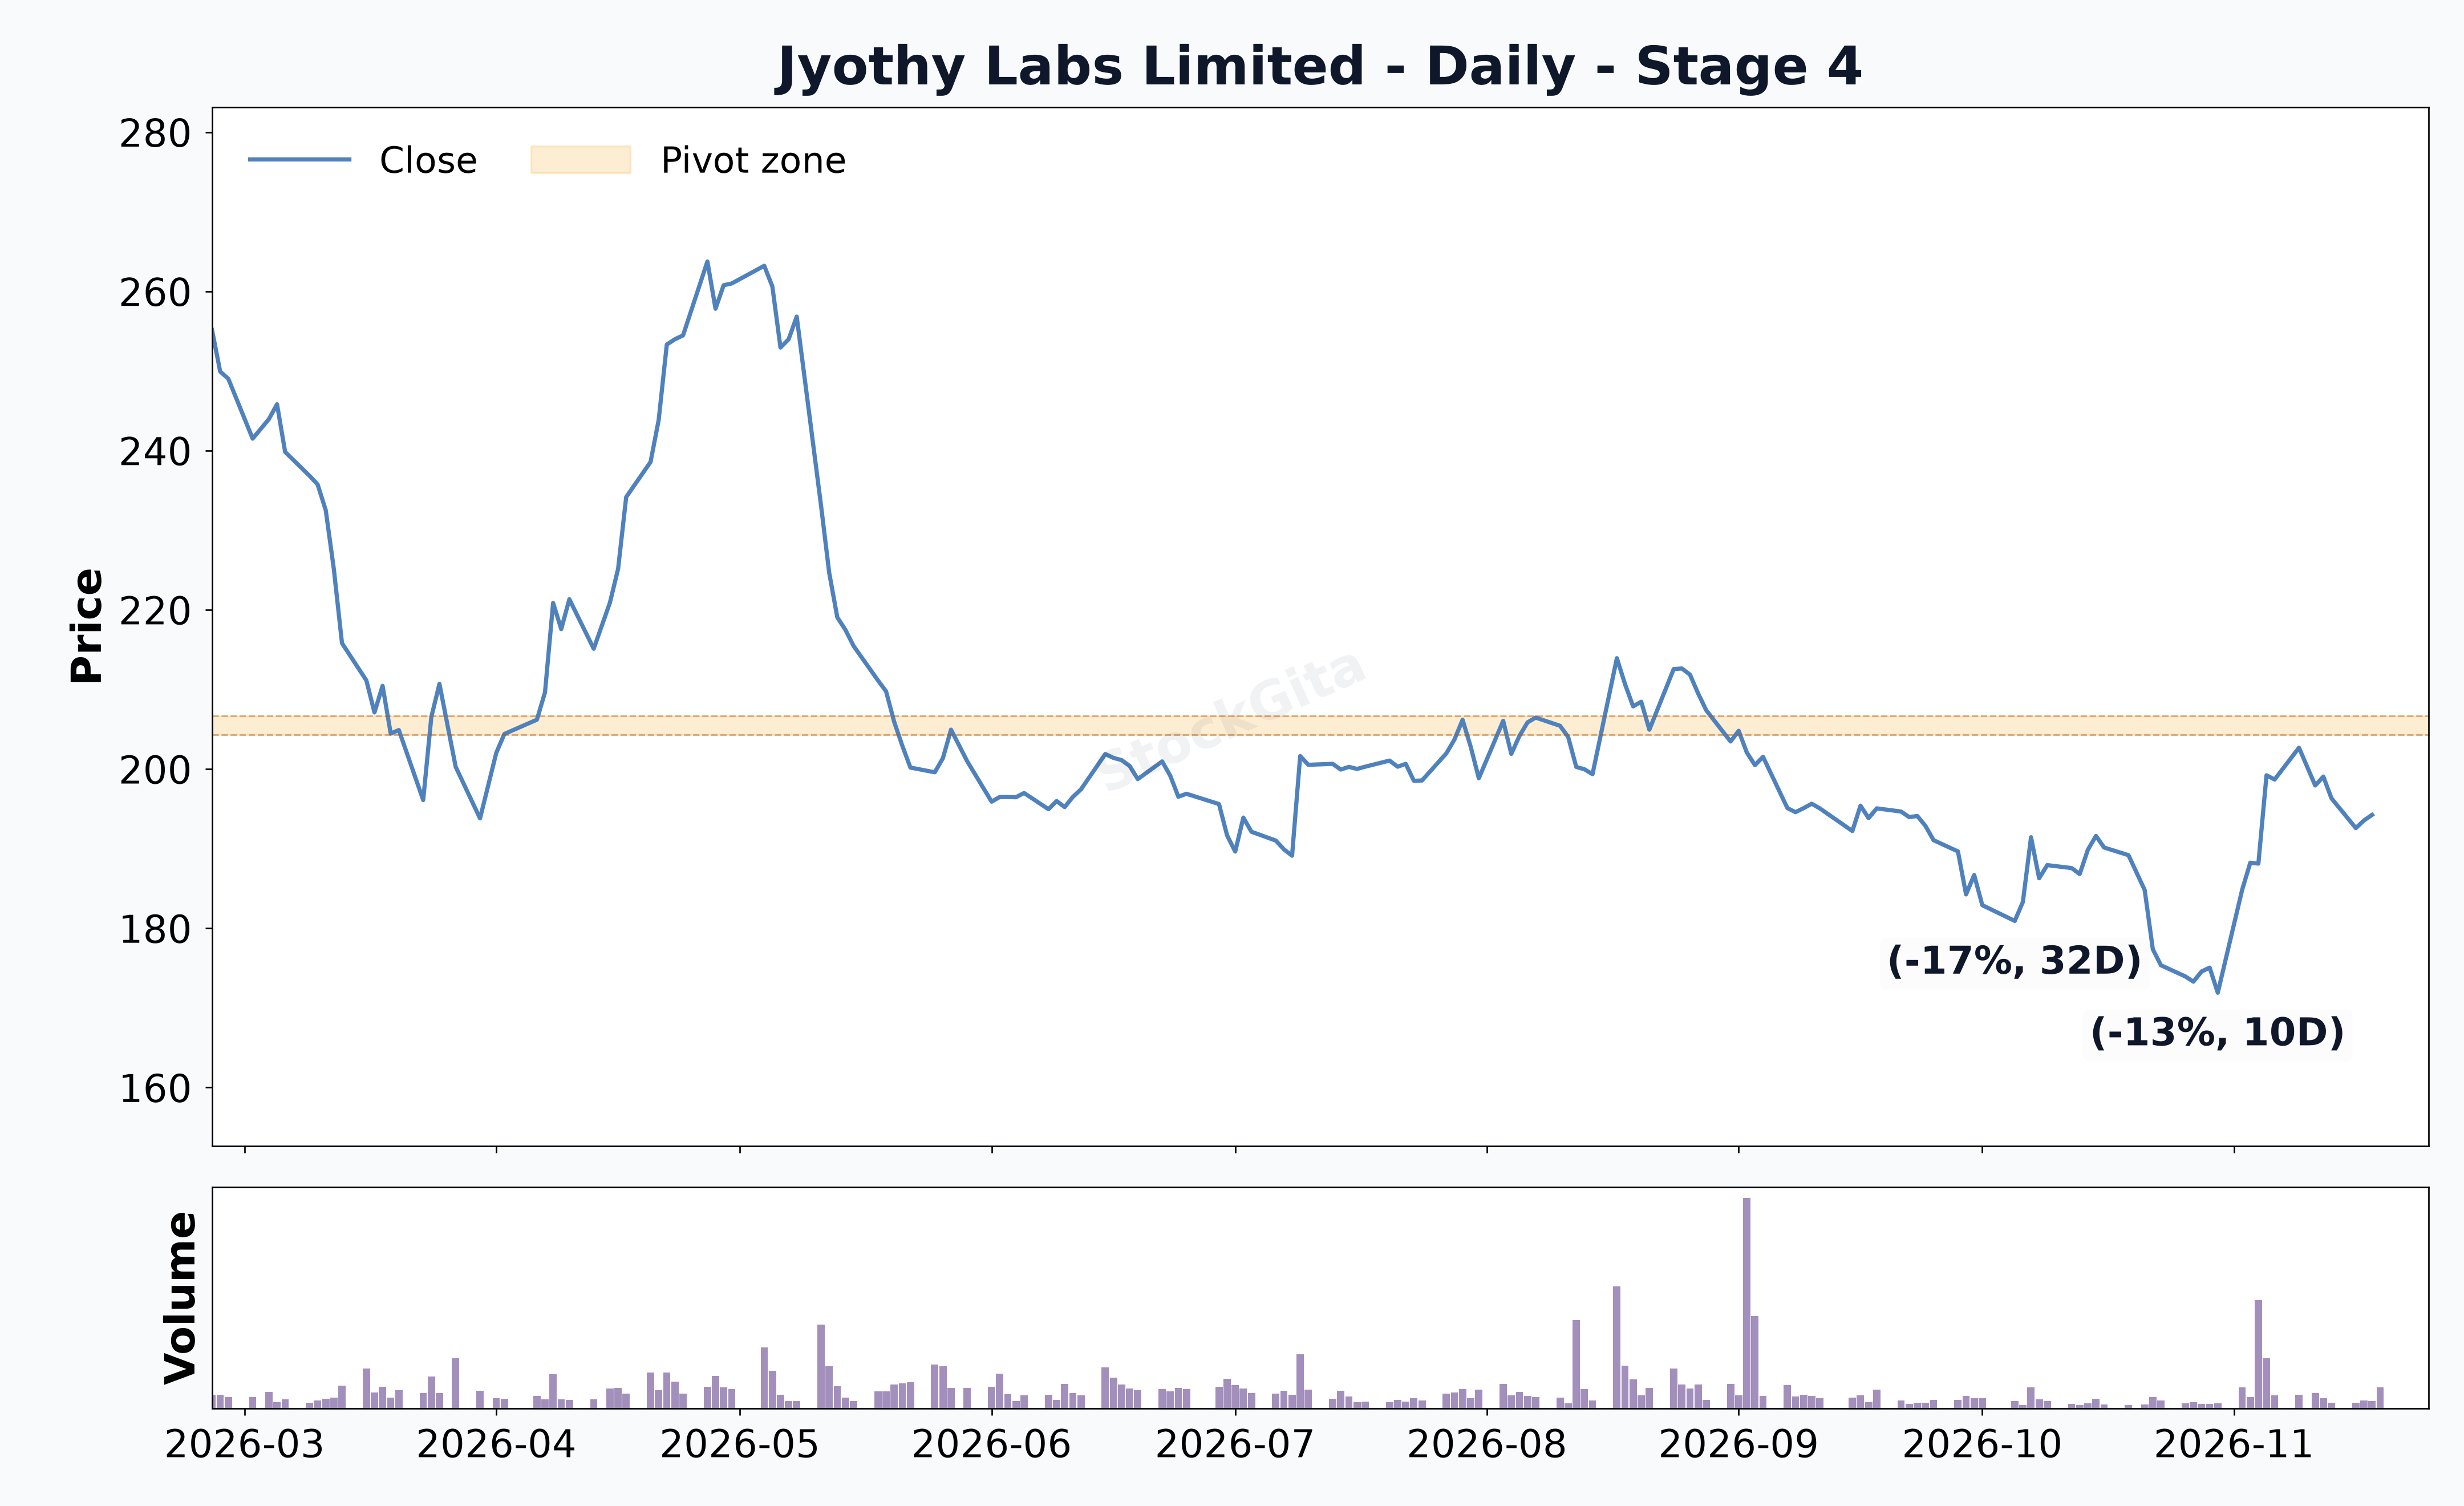 Jyothy Labs Limited - Daily - Stage 4
Close
Pivot zone
Price
280
260
240
220
200
180
160
StockGita
(-17%, 32D)
(-13%, 10D)
Volume
2026-03
2026-04
2026-05
2026-06
2026-07
2026-08
2026-09
2026-10
2026-11